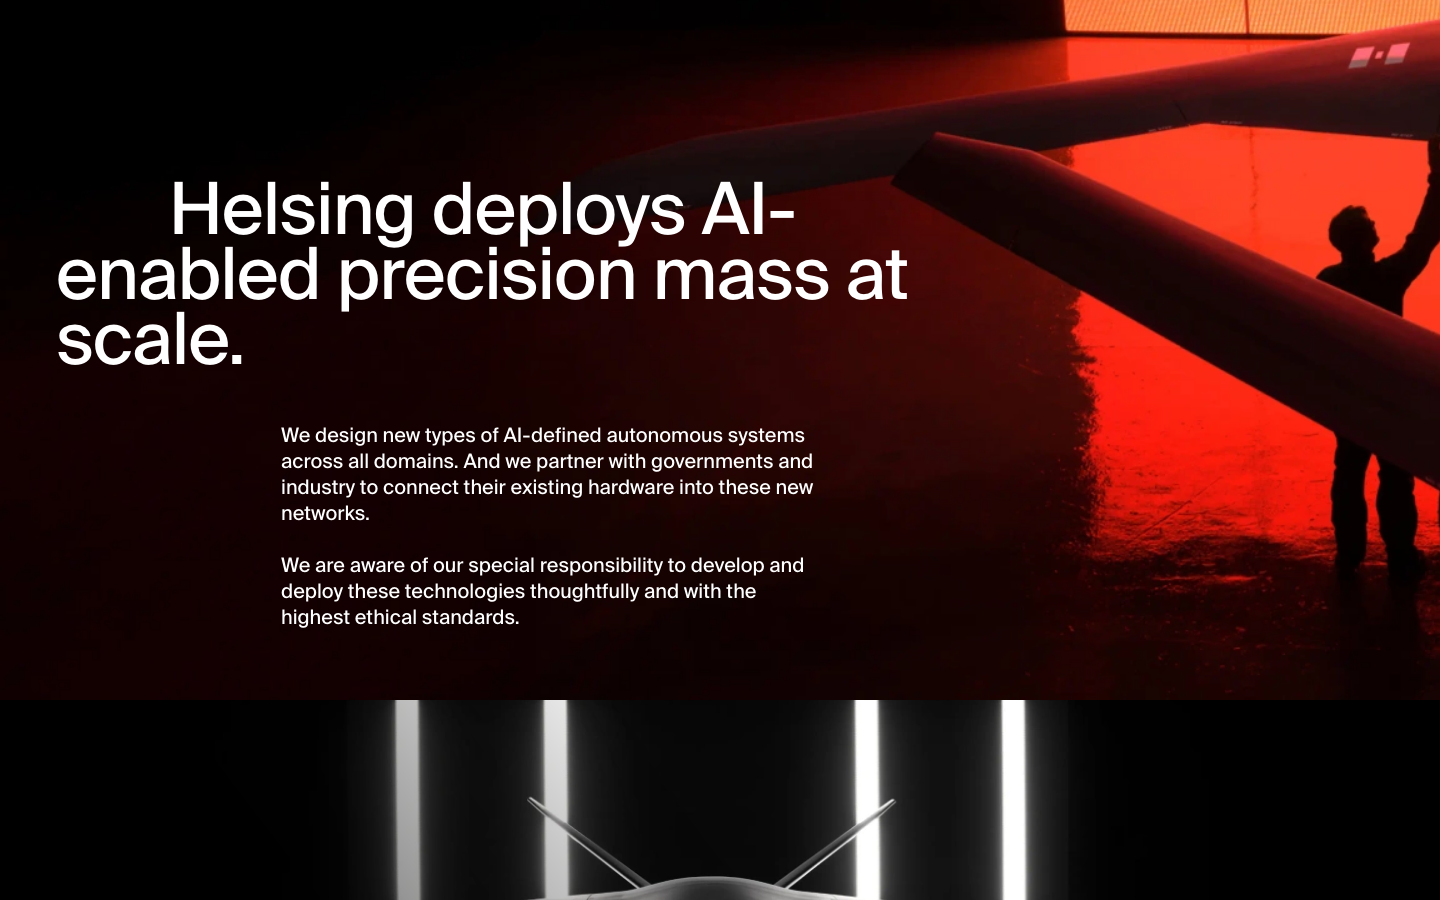 Helsing deploys AI-
enabled precision mass at
scale.
We design new types of AI-defined autonomous systems
across all domains. And we partner with governments and
industry to connect their existing hardware into these new
networks.
We are aware of our special responsibility to develop and
deploy these technologies thoughtfully and with the
highest ethical standards.